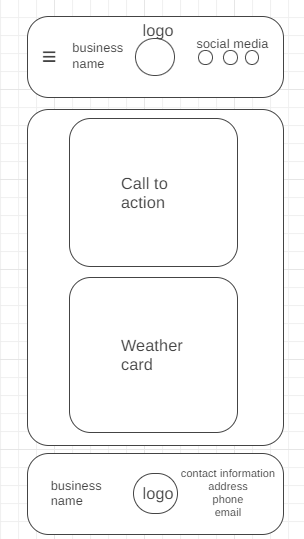 logo
business
name
social media
Call to
action
Weather
card
business
name
logo
contact information
address
phone
email